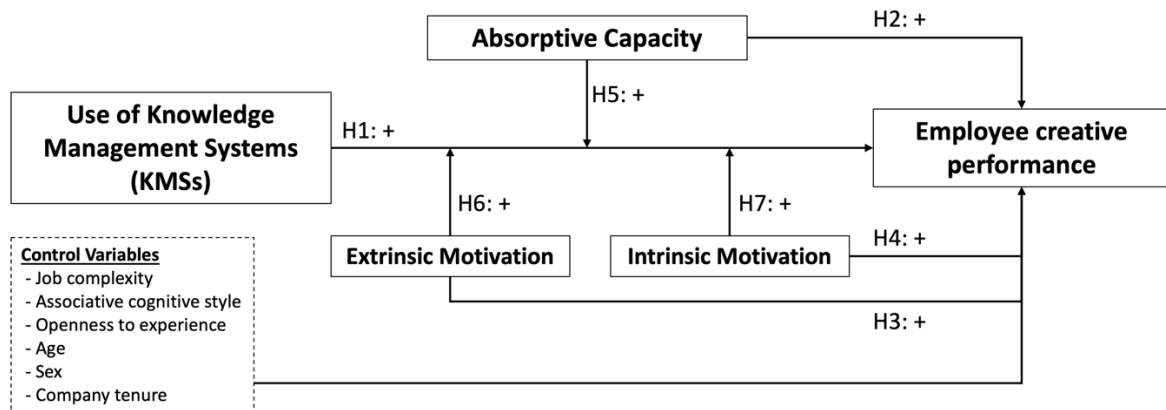 Absorptive Capacity
H2: +
H5: +
Use of Knowledge
Management Systems
(KMSs)
H1: +
Employee creative
performance
H6: +
H7: +
Extrinsic Motivation
Intrinsic Motivation
H4: +
H3: +
Control Variables
- Job complexity
- Associative cognitive style
- Openness to experience
- Age
- Sex
- Company tenure